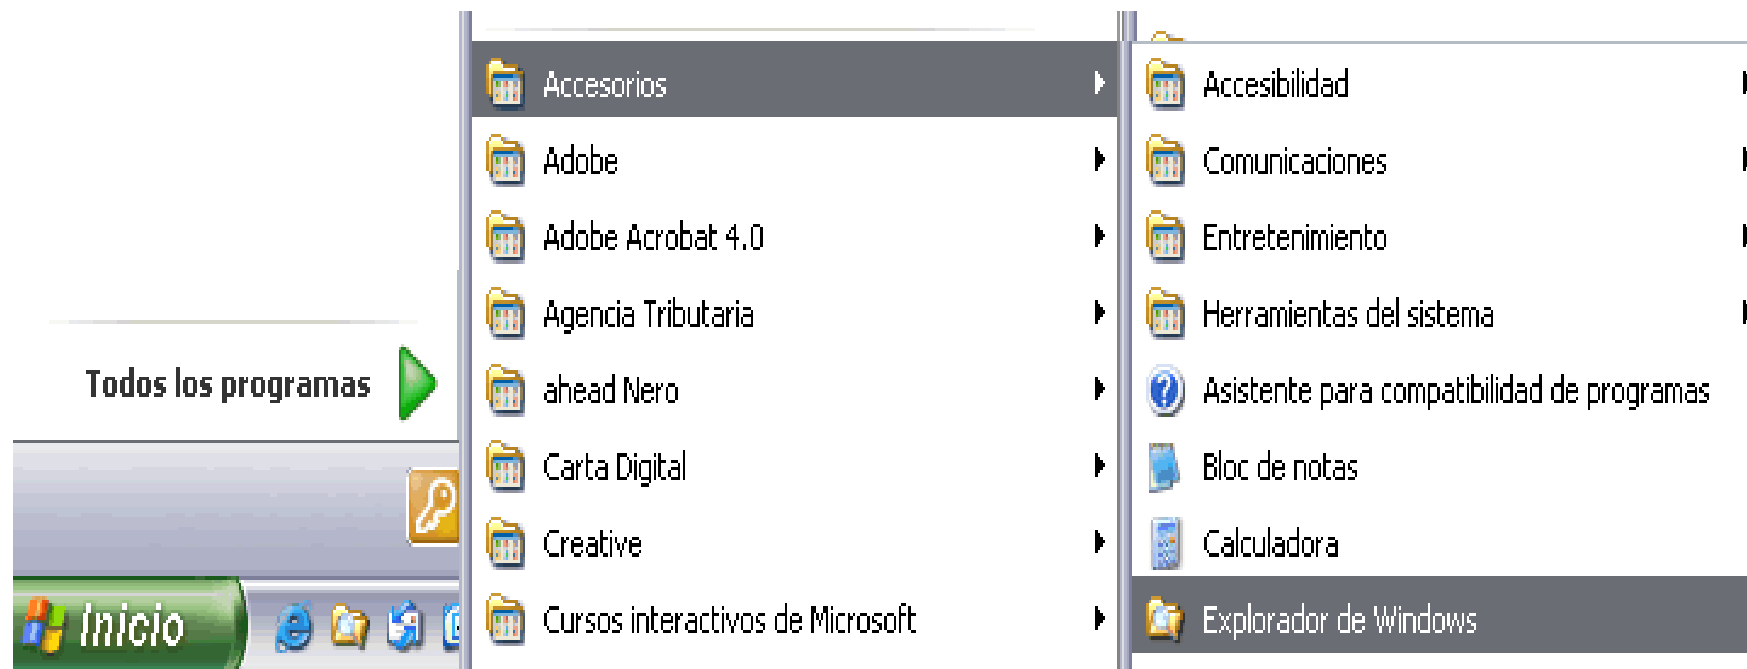 Todos los programas
Inicio
Accesorios
Adobe
Adobe Acrobat 4.0
Agencia Tributaria
ahead Nero
Carta Digital
Creative
Cursos interactivos de Microsoft
Accesibilidad
Comunicaciones
Entretenimiento
Herramientas del sistema
Asistente para compatibilidad de programas
Bloc de notas
Calculadora
Explorador de Windows